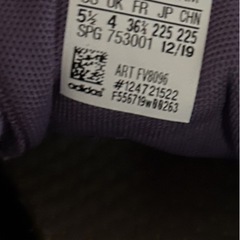 US UK FR JP CHN
5½ 4 36⅔ 225 225
SPG 753001 12/19
ART FV8096
#124721522
adidas F556719w00263